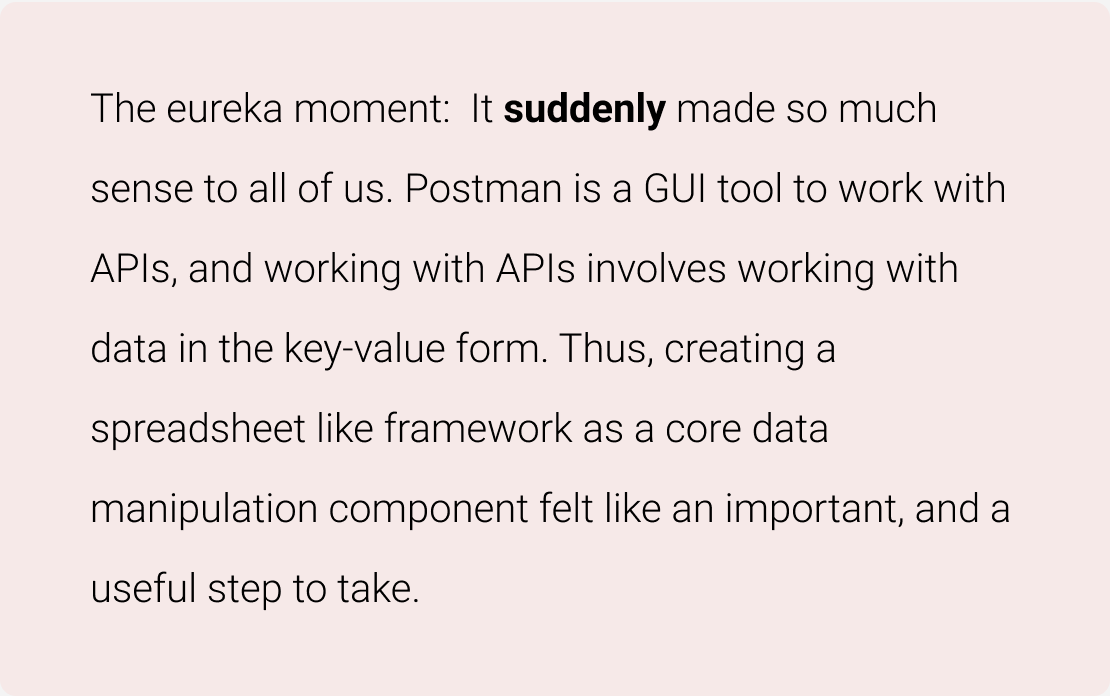 The eureka moment:  It suddenly made so much
sense to all of us. Postman is a GUI tool to work with
APIs, and working with APIs involves working with
data in the key-value form. Thus, creating a
spreadsheet like framework as a core data
manipulation component felt like an important, and a
useful step to take.